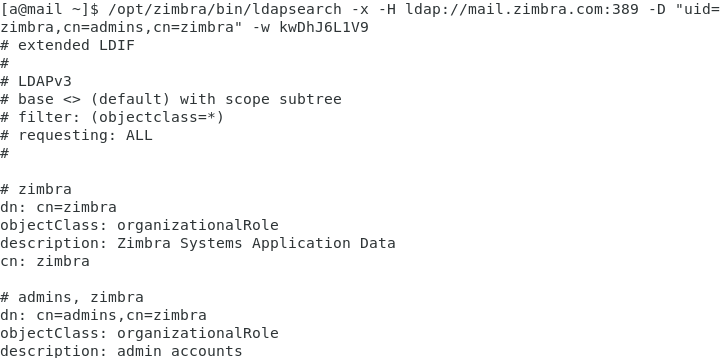 [a@mail ~]$ /opt/zimbra/bin/ldapsearch -x -H ldap://mail.zimbra.com:389 -D "uid=
zimbra,cn=admins,cn=zimbra" -w kwDhJ6L1V9
# extended LDIF
#
# LDAPv3
# base <> (default) with scope subtree
# filter: (objectclass=*)
# requesting: ALL
#

# zimbra
dn: cn=zimbra
objectClass: organizationalRole
description: Zimbra Systems Application Data
cn: zimbra

# admins, zimbra
dn: cn=admins,cn=zimbra
objectClass: organizationalRole
description: admin accounts